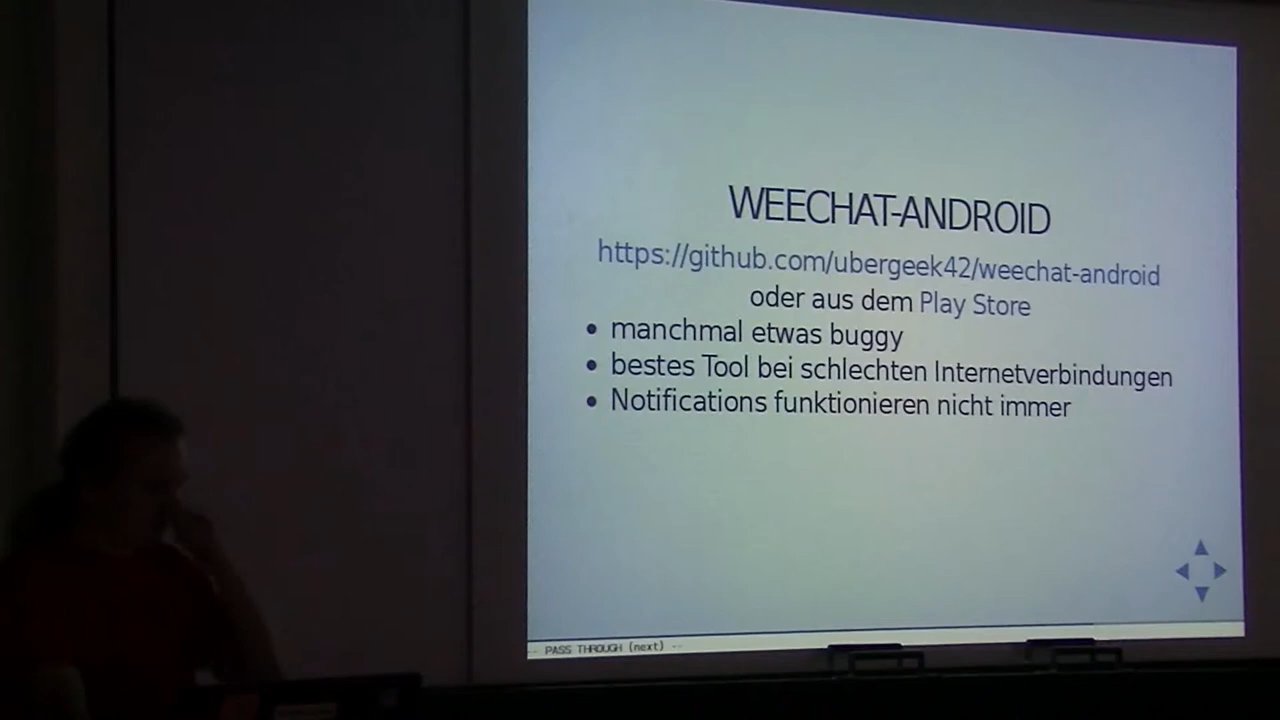 WEECHAT-ANDROID
https://github.com/ubergeek42/weechat-android
oder aus dem Play Store
• manchmal etwas buggy
• bestes Tool bei schlechten Internetverbindungen
• Notifications funktionieren nicht immer
-- PASS THROUGH (next) --